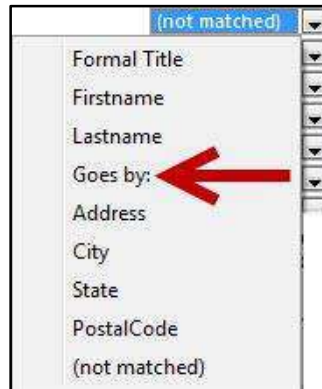 (not matched)
Formal Title
Firstname
Lastname
Goes by:
Address
City
State
PostalCode
(not matched)